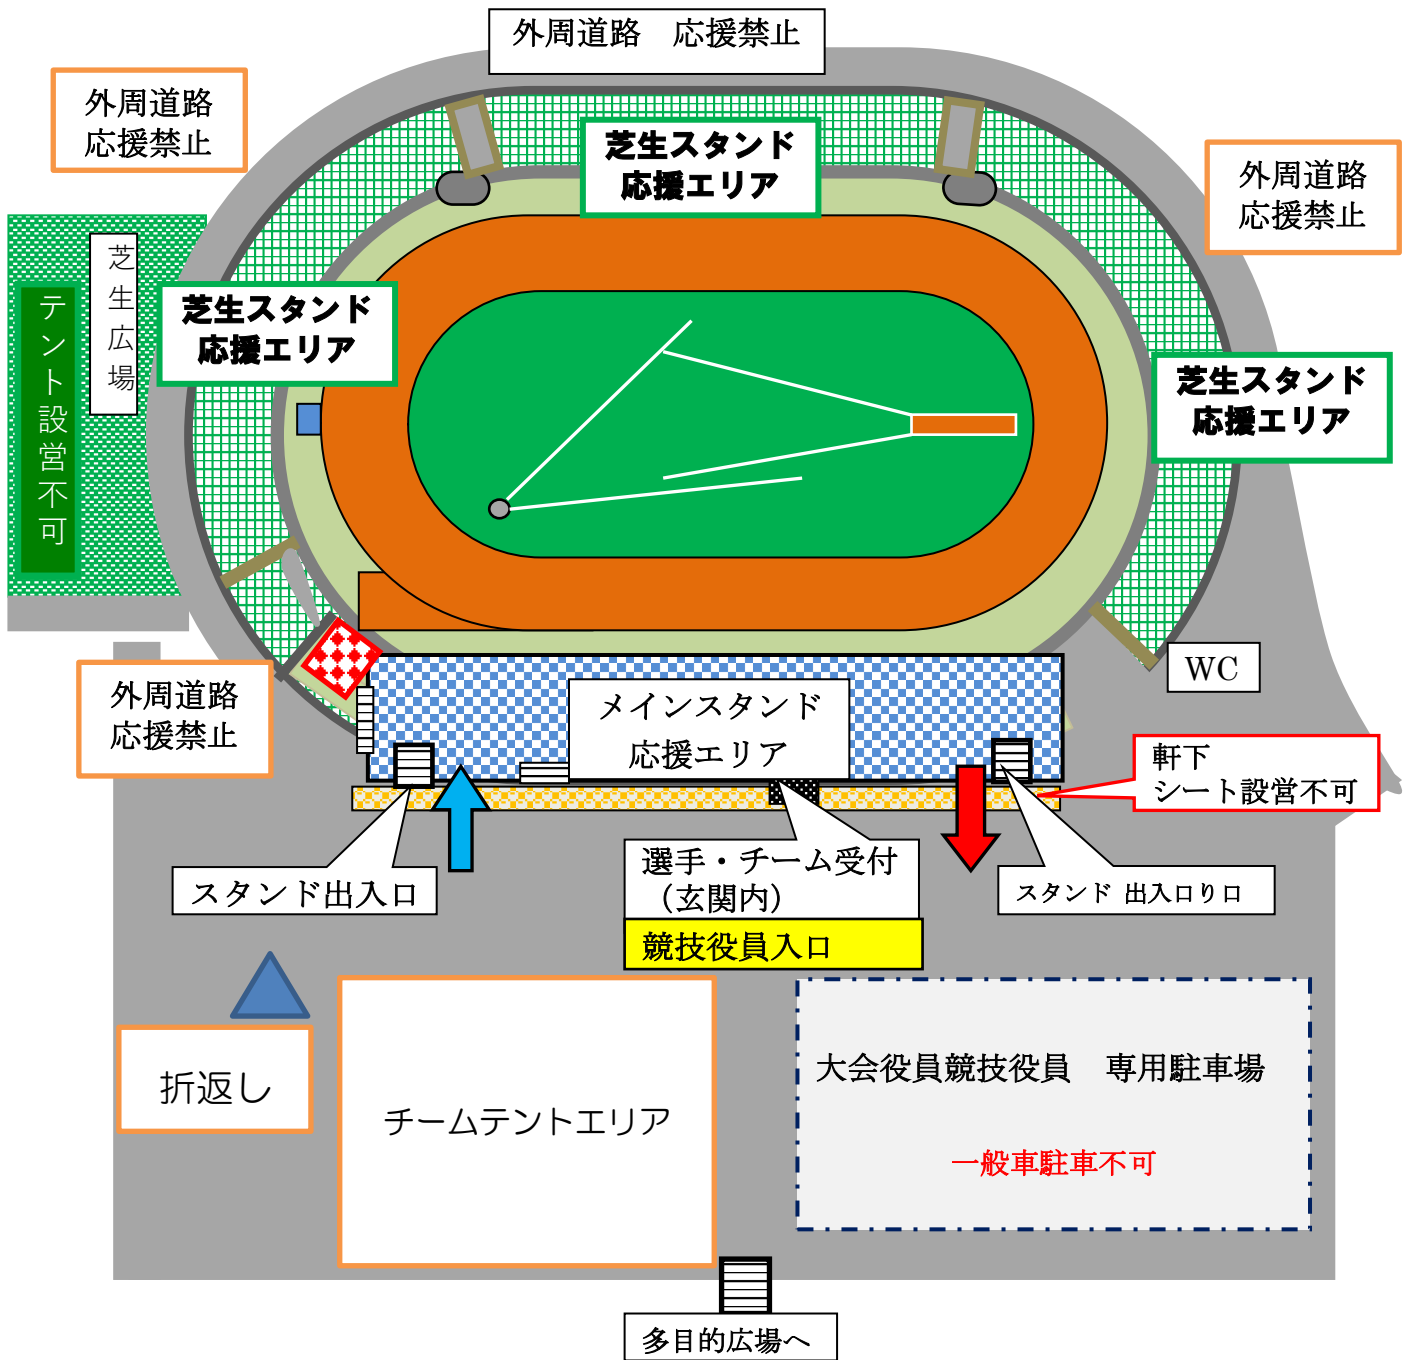 外周道路　応援禁止
外周道路
応援禁止
芝生スタンド
応援エリア
外周道路
応援禁止
芝生広場
テント設営不可
芝生スタンド
応援エリア
芝生スタンド
応援エリア
WC
外周道路
応援禁止
メインスタンド
応援エリア
軒下
シート設営不可
選手・チーム受付
（玄関内）
スタンド出入口
スタンド 出入口り口
競技役員入口
折返し
チームテントエリア
大会役員競技役員　専用駐車場
一般車駐車不可
多目的広場へ